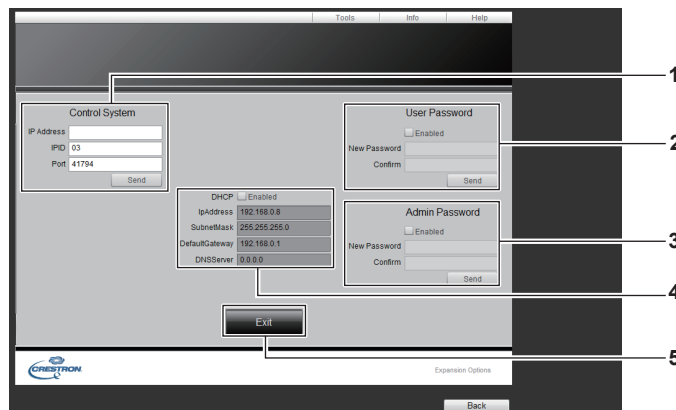 Tools Info Help
1
Control System
IP Address
IPID 03
Port 41794
Send
User Password
Enabled
New Password
Confirm
Send
2
DHCP Enabled
IpAddress 192.168.0.8
SubnetMask 255.255.255.0
DefaultGateway 192.168.0.1
DNSServer 0.0.0.0
Admin Password
Enabled
New Password
Confirm
Send
3
4
Exit
5
CRESTRON
Expansion Options
Back